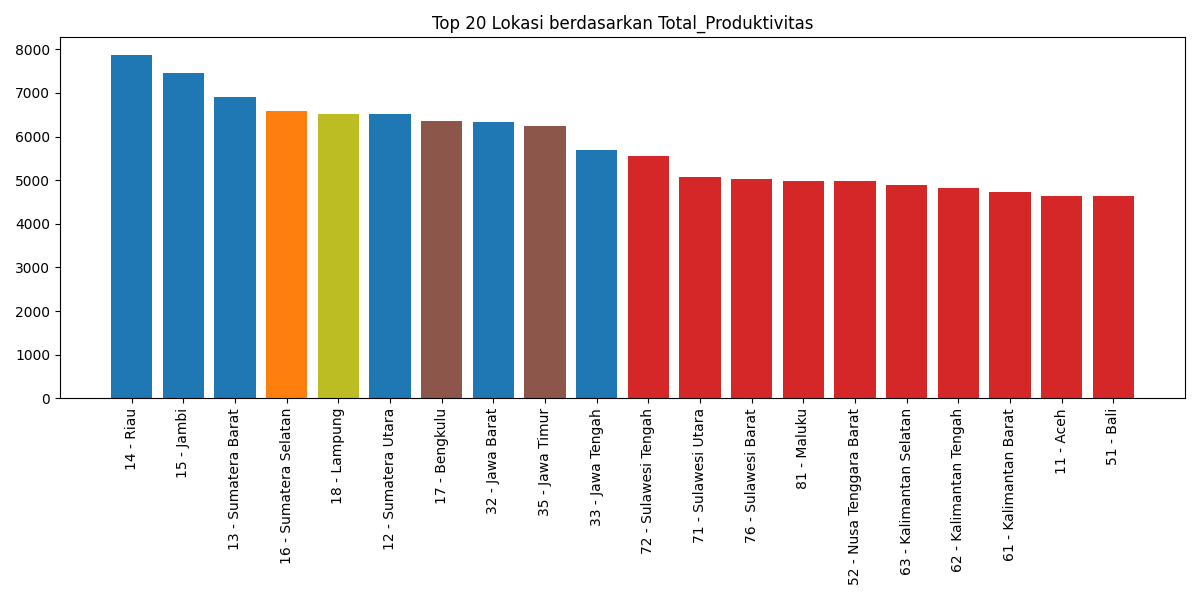 Top 20 Lokasi berdasarkan Total_Produktivitas
8000
7000
6000
5000
4000
3000
2000
1000
0
14 - Riau
15 - Jambi
13 - Sumatera Barat
16 - Sumatera Selatan
18 - Lampung
12 - Sumatera Utara
17 - Bengkulu
32 - Jawa Barat
35 - Jawa Timur
33 - Jawa Tengah
72 - Sulawesi Tengah
71 - Sulawesi Utara
76 - Sulawesi Barat
81 - Maluku
52 - Nusa Tenggara Barat
63 - Kalimantan Selatan
62 - Kalimantan Tengah
61 - Kalimantan Barat
11 - Aceh
51 - Bali